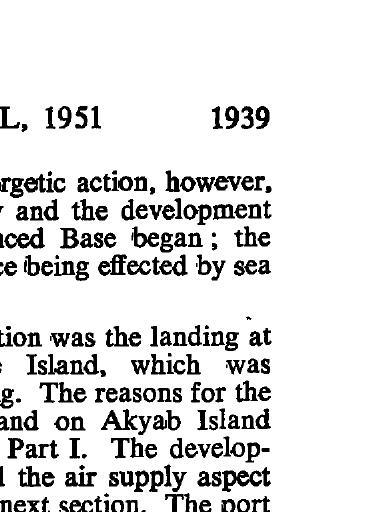 L, 1951 1939
rgetic action, however,
and the development
nced Base began ; the
ce being effected by sea
tion was the landing at
Island, which was
g. The reasons for the
and on Akyab Island
Part I. The develop-
the air supply aspect
next section. The port